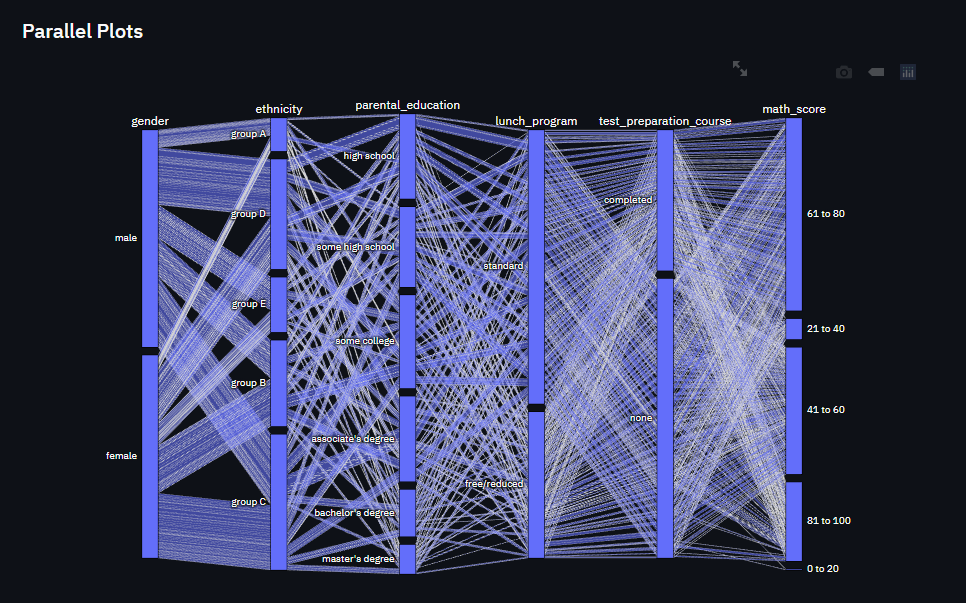 Parallel Plots
gender
ethnicity
parental_education
lunch_program
test_preparation_course
math_score
male
female
group A
group D
group E
group B
group C
high school
some high school
some college
associate's degree
bachelor's degree
master's degree
standard
free/reduced
completed
none
61 to 80
21 to 40
41 to 60
81 to 100
0 to 20